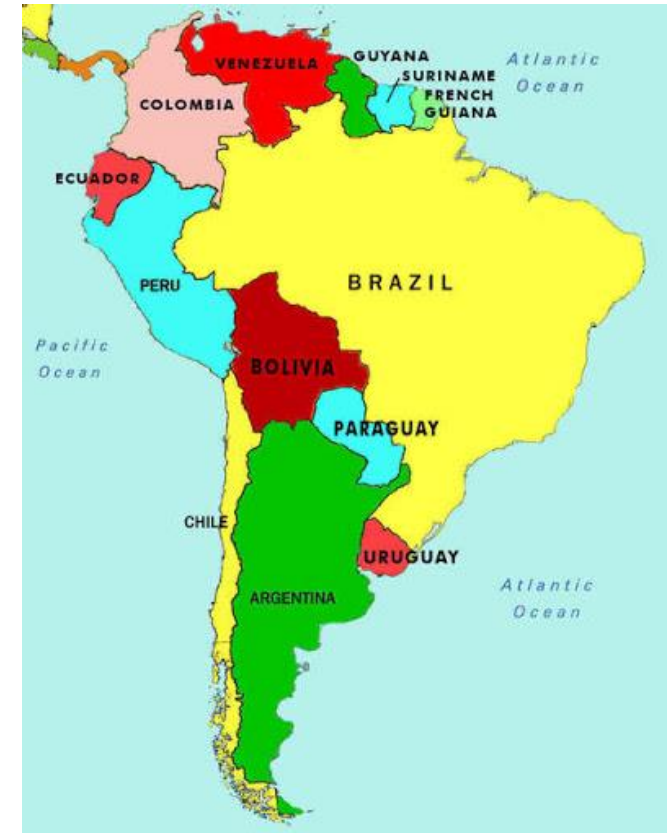 VENEZUELA
GUYANA
SURINAME
FRENCH
GUIANA
Atlantic
Ocean
COLOMBIA
ECUADOR
PERU
BRAZIL
Pacific
Ocean
BOLIVIA
PARAGUAY
CHILE
URUGUAY
ARGENTINA
Atlantic
Ocean